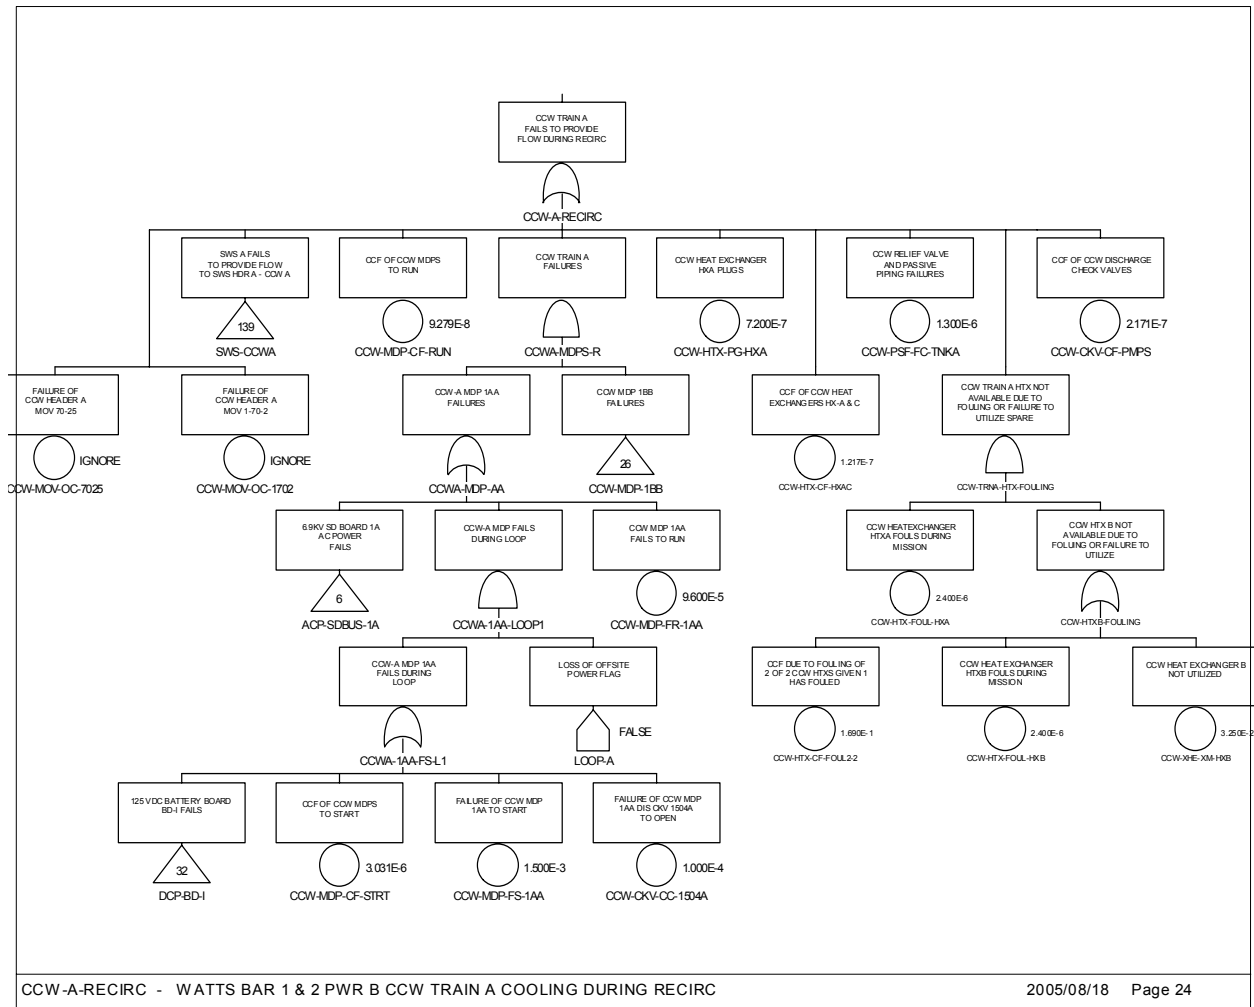 CCW TRAIN A
FAILS TO PROVIDE
FLOW DURING RECIRC
CCW-A-RECIRC
SWS A FAILS
TO PROVIDE FLOW
TO SWS HDR A - CCW A
139
SWS-CCWA
CCF OF CCW MDPS
TO RUN
9.279E-8
CCW-MDP-CF-RUN
CCW TRAIN A
FAILURES
CCWA-MDPS-R
CCW HEAT EXCHANGER
HXA PLUGS
7.200E-7
CCW-HTX-PG-HXA
CCW RELIEF VALVE
AND PASSIVE
PIPING FAILURES
1.300E-6
CCW-PSF-FC-TNKA
CCF OF CCW DISCHARGE
CHECK VALVES
2.171E-7
CCW-CKV-CF-PMPS
FAILURE OF
CCW HEADER A
MOV 70-25
IGNORE
CCW-MOV-OC-7025
FAILURE OF
CCW HEADER A
MOV 1-70-2
IGNORE
CCW-MOV-OC-1702
CCW-A MDP 1AA
FAILURES
CCWA-MDP-AA
CCW MDP 1BB
FAILURES
26
CCW-MDP-1BB
CCF OF CCW HEAT
EXCHANGERS HX-A & C
1.217E-7
CCW-HTX-CF-HXAC
CCW TRAIN A HTX NOT
AVAILABLE DUE TO
FOULING OR FAILURE TO
UTILIZE SPARE
CCW-TRNA-HTX-FOULING
6.9KV SD BOARD 1A
AC POWER
FAILS
6
ACP-SDBUS-1A
CCW-A MDP FAILS
DURING LOOP
CCWA-1AA-LOOP1
CCW MDP 1AA
FAILS TO RUN
9.600E-5
CCW-MDP-FR-1AA
CCW HEATEXCHANGER
HTXA FOULS DURING
MISSION
2.400E-6
CCW-HTX-FOUL-HXA
CCW HTX B NOT
AVAILABLE DUE TO
FOLUING OR FAILURE TO
UTILIZE
CCW-HTXB-FOULING
CCW-A MDP 1AA
FAILS DURING
LOOP
CCWA-1AA-FS-L1
LOSS OF OFFSITE
POWER FLAG
FALSE
LOOP-A
CCF DUE TO FOULING OF
2 OF 2 CCW HTXS GIVEN 1
HAS FOULED
1.690E-1
CCW-HTX-CF-FOUL2-2
CCW HEAT EXCHANGER
HTXB FOULS DURING
MISSION
2.400E-6
CCW-HTX-FOUL-HXB
CCW HEAT EXCHANGER B
NOT UTILIZED
3.250E-2
CCW-XHE-XM-HXB
125 VDC BATTERY BOARD
BD-I FAILS
32
DCP-BD-I
CCF OF CCW MDPS
TO START
3.031E-6
CCW-MDP-CF-STRT
FAILURE OF CCW MDP
1AA TO START
1.500E-3
CCW-MDP-FS-1AA
FAILURE OF CCW MDP
1AA DIS CKV 1504A
TO OPEN
1.000E-4
CCW-CKV-CC-1504A
CCW-A-RECIRC - WATTS BAR 1 & 2 PWR B CCW TRAIN A COOLING DURING RECIRC
2005/08/18 Page 24